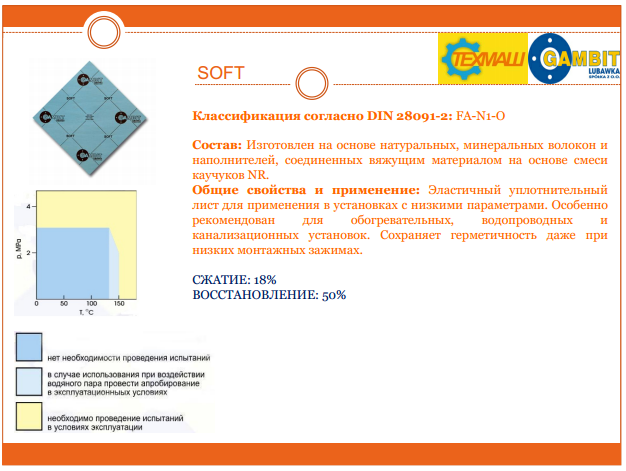 SOFT
ТЕХМАШ
GAMBIT
LUBAWKA
SPÓŁKA Z O.O.
Классификация согласно DIN 28091-2: FA-N1-O
Состав: Изготовлен на основе натуральных, минеральных волокон и
наполнителей, соединенных вяжущим материалом на основе смеси
каучуков NR.
Общие свойства и применение: Эластичный уплотнительный
лист для применения в установках с низкими параметрами. Особенно
рекомендован для обогревательных, водопроводных и
канализационных установок. Сохраняет герметичность даже при
низких монтажных зажимах.
СЖАТИЕ: 18%
ВОССТАНОВЛЕНИЕ: 50%
p, MPa
4
2
0 50 100 150
T, °C
нет необходимости проведения испытаний
в случае использования при воздействии
водяного пара провести апробирование
в эксплуатационных условиях
необходимо проведение испытаний
в условиях эксплуатации